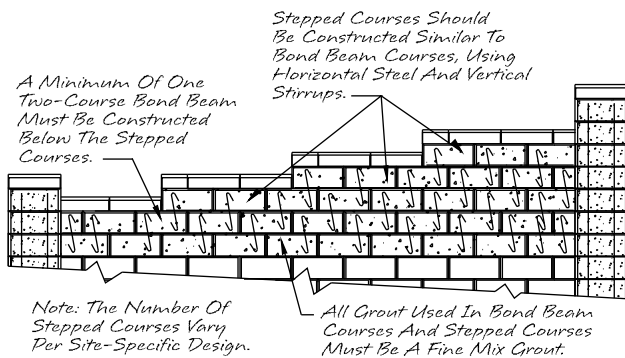 Stepped Courses Should
Be Constructed Similar To
Bond Beam Courses, Using
Horizontal Steel And Vertical
Stirrups.
A Minimum Of One
Two-Course Bond Beam
Must Be Constructed
Below The Stepped
Courses.
Note: The Number Of
Stepped Courses Vary
Per Site-Specific Design.
All Grout Used In Bond Beam
Courses And Stepped Courses
Must Be A Fine Mix Grout.